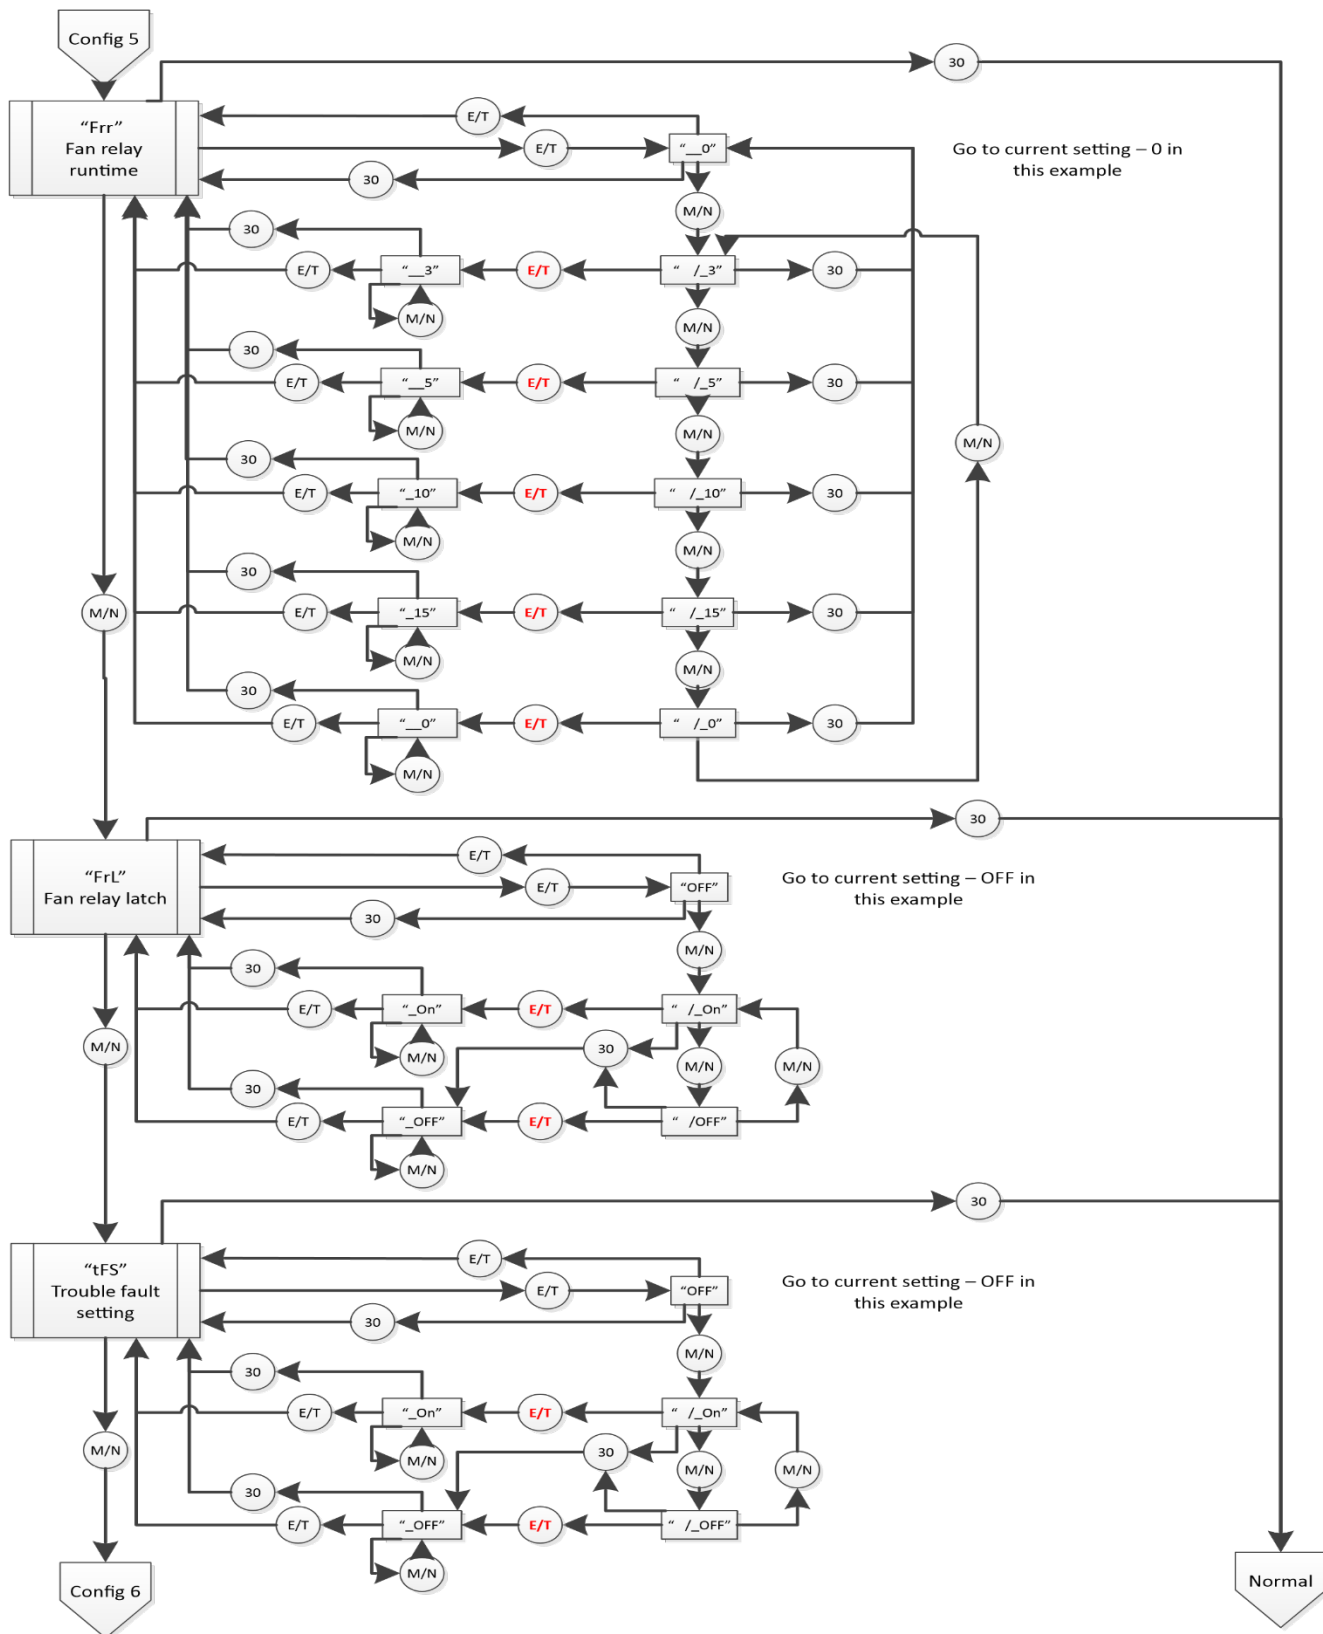 Config 5
30
“Frr”
Fan relay
runtime
E/T
E/T
“__0”
Go to current setting – 0 in
this example
30
M/N
30
E/T
“__3”
E/T
“ /_3”
30
M/N
M/N
30
E/T
“__5”
E/T
“ /_5”
30
M/N
M/N
M/N
30
E/T
“_10”
E/T
“ /_10”
30
M/N
M/N
30
E/T
“_15”
E/T
“ /_15”
30
M/N
M/N
M/N
30
E/T
“__0”
E/T
“ /_0”
30
M/N
30
“FrL”
Fan relay latch
E/T
E/T
“OFF”
Go to current setting – OFF in
this example
30
M/N
30
E/T
“_On”
E/T
“ /_On”
M/N
M/N
30
M/N
M/N
30
E/T
“_OFF”
E/T
“ /OFF”
M/N
30
“tFS”
Trouble fault
setting
E/T
E/T
“OFF”
Go to current setting – OFF in
this example
30
M/N
30
E/T
“_On”
E/T
“ /_On”
M/N
M/N
30
M/N
M/N
30
E/T
“_OFF”
E/T
“ /_OFF”
M/N
Config 6
Normal